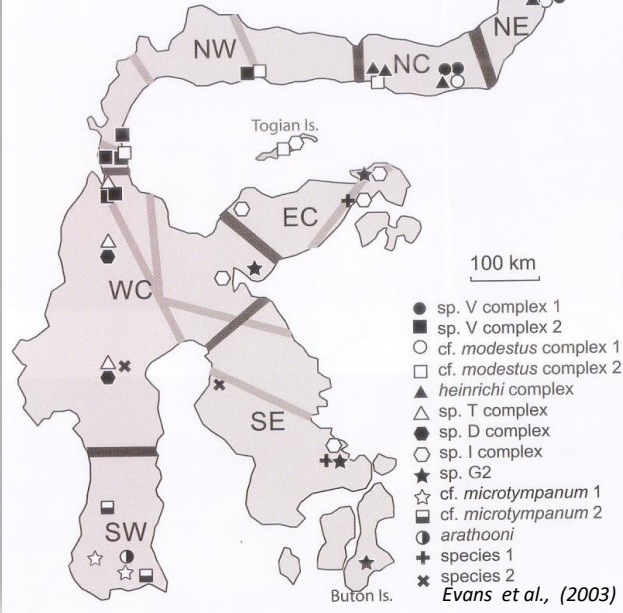 NE
NW
NC
Togian Is.
EC
100 km
WC
sp. V complex 1
sp. V complex 2
cf. modestus complex 1
cf. modestus complex 2
heinrichi complex
sp. T complex
sp. D complex
sp. I complex
sp. G2
cf. microtympanum 1
cf. microtympanum 2
arathooni
species 1
species 2
SE
SW
Buton Is.
Evans et al., (2003)